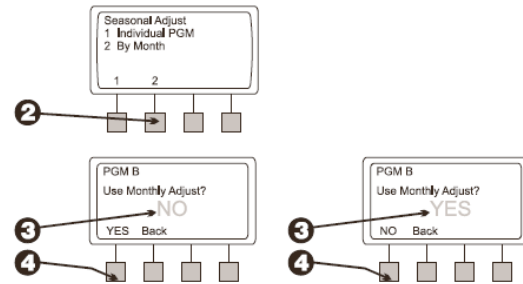 Seasonal Adjust
1 Individual PGM
2 By Month
1 2
2
PGM B
Use Monthly Adjust?
NO
3
YES Back
4
PGM B
Use Monthly Adjust?
YES
3
NO Back
4